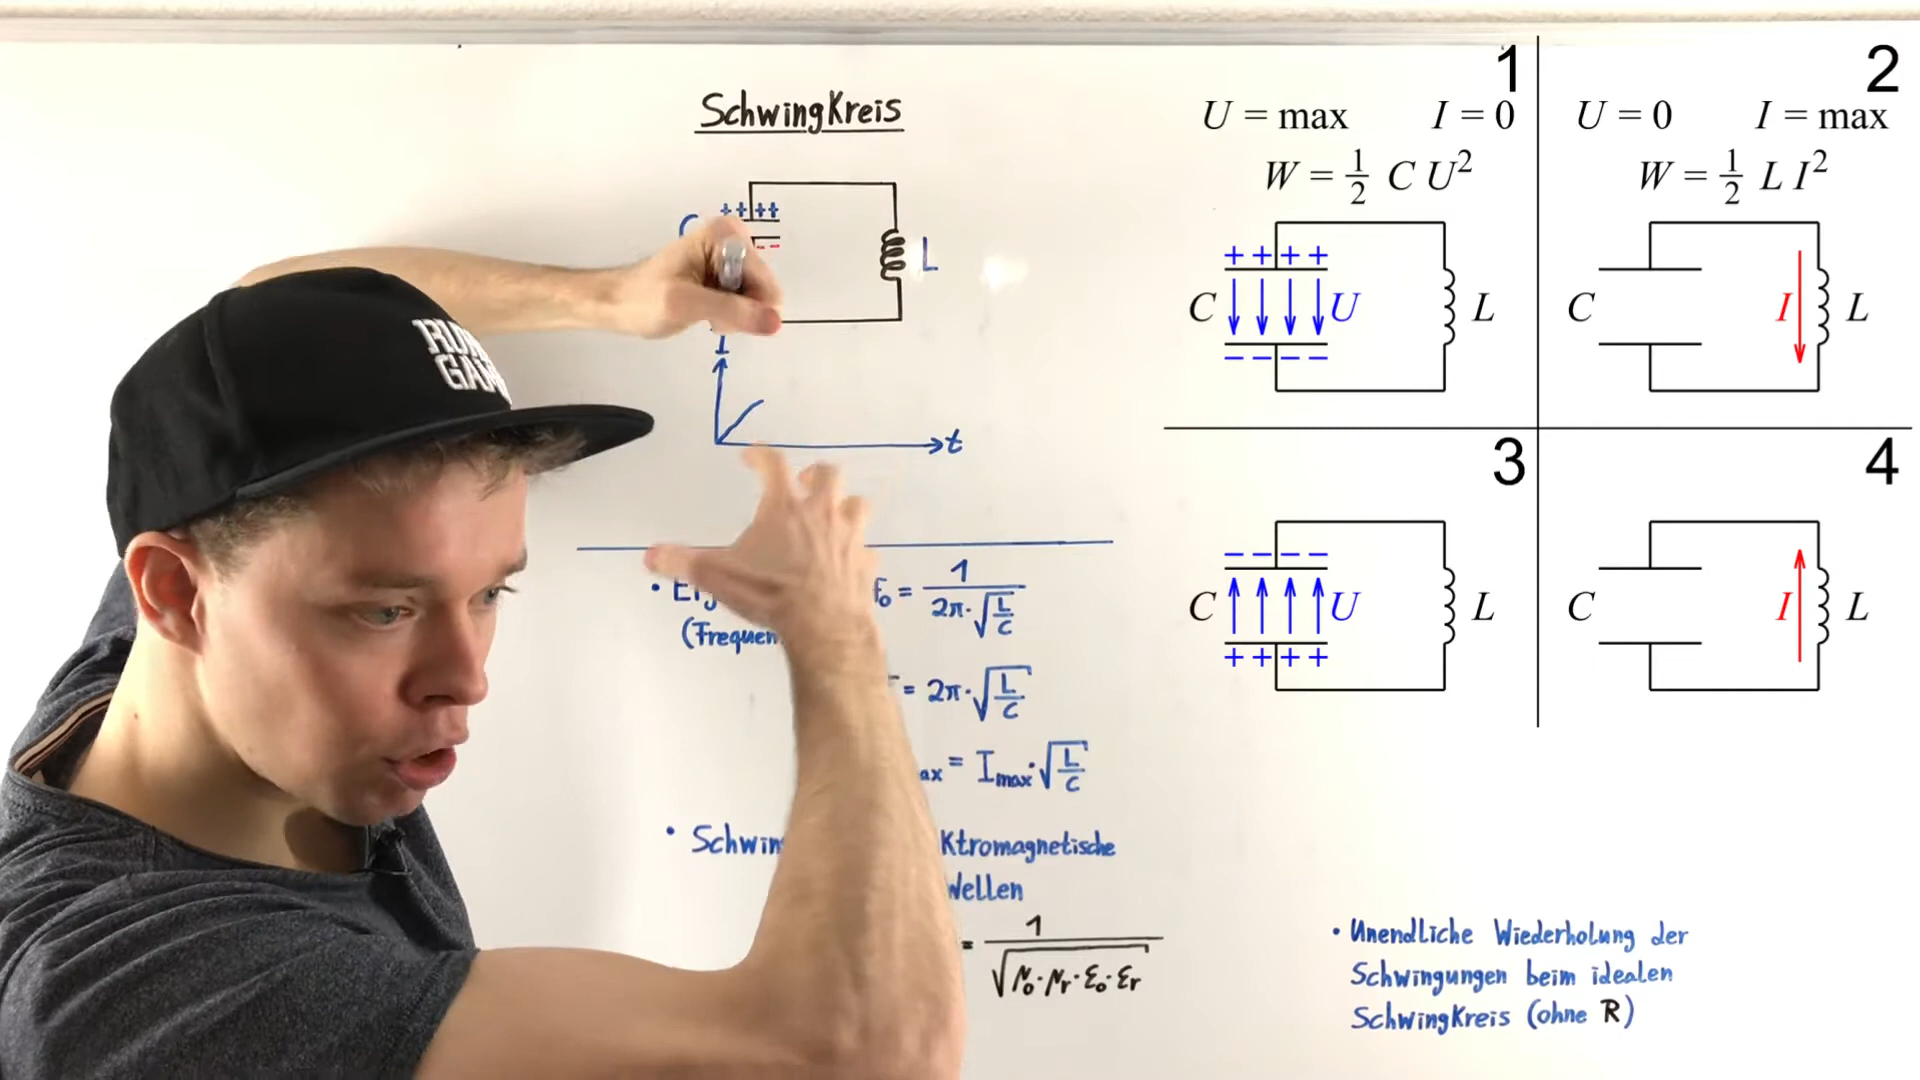 SchwingKreis
++++
--
L
I
t
f₀ = 1/(2π·√(L/C))
(Frequen
= 2π·√(L/C)
ax = Imax·√(L/C)
• Schwin
Ktromagnetische
Wellen
= 1/√(μ₀·μr·ε₀·εr)
1
U = max I = 0
W = 1/2 C U²
++++
C U L
----
2
U = 0 I = max
W = 1/2 L I²
C I L
3
----
C U L
++++
4
C I L
• Unendliche Wiederholung der
Schwingungen beim idealen
SchwingKreis (ohne R)